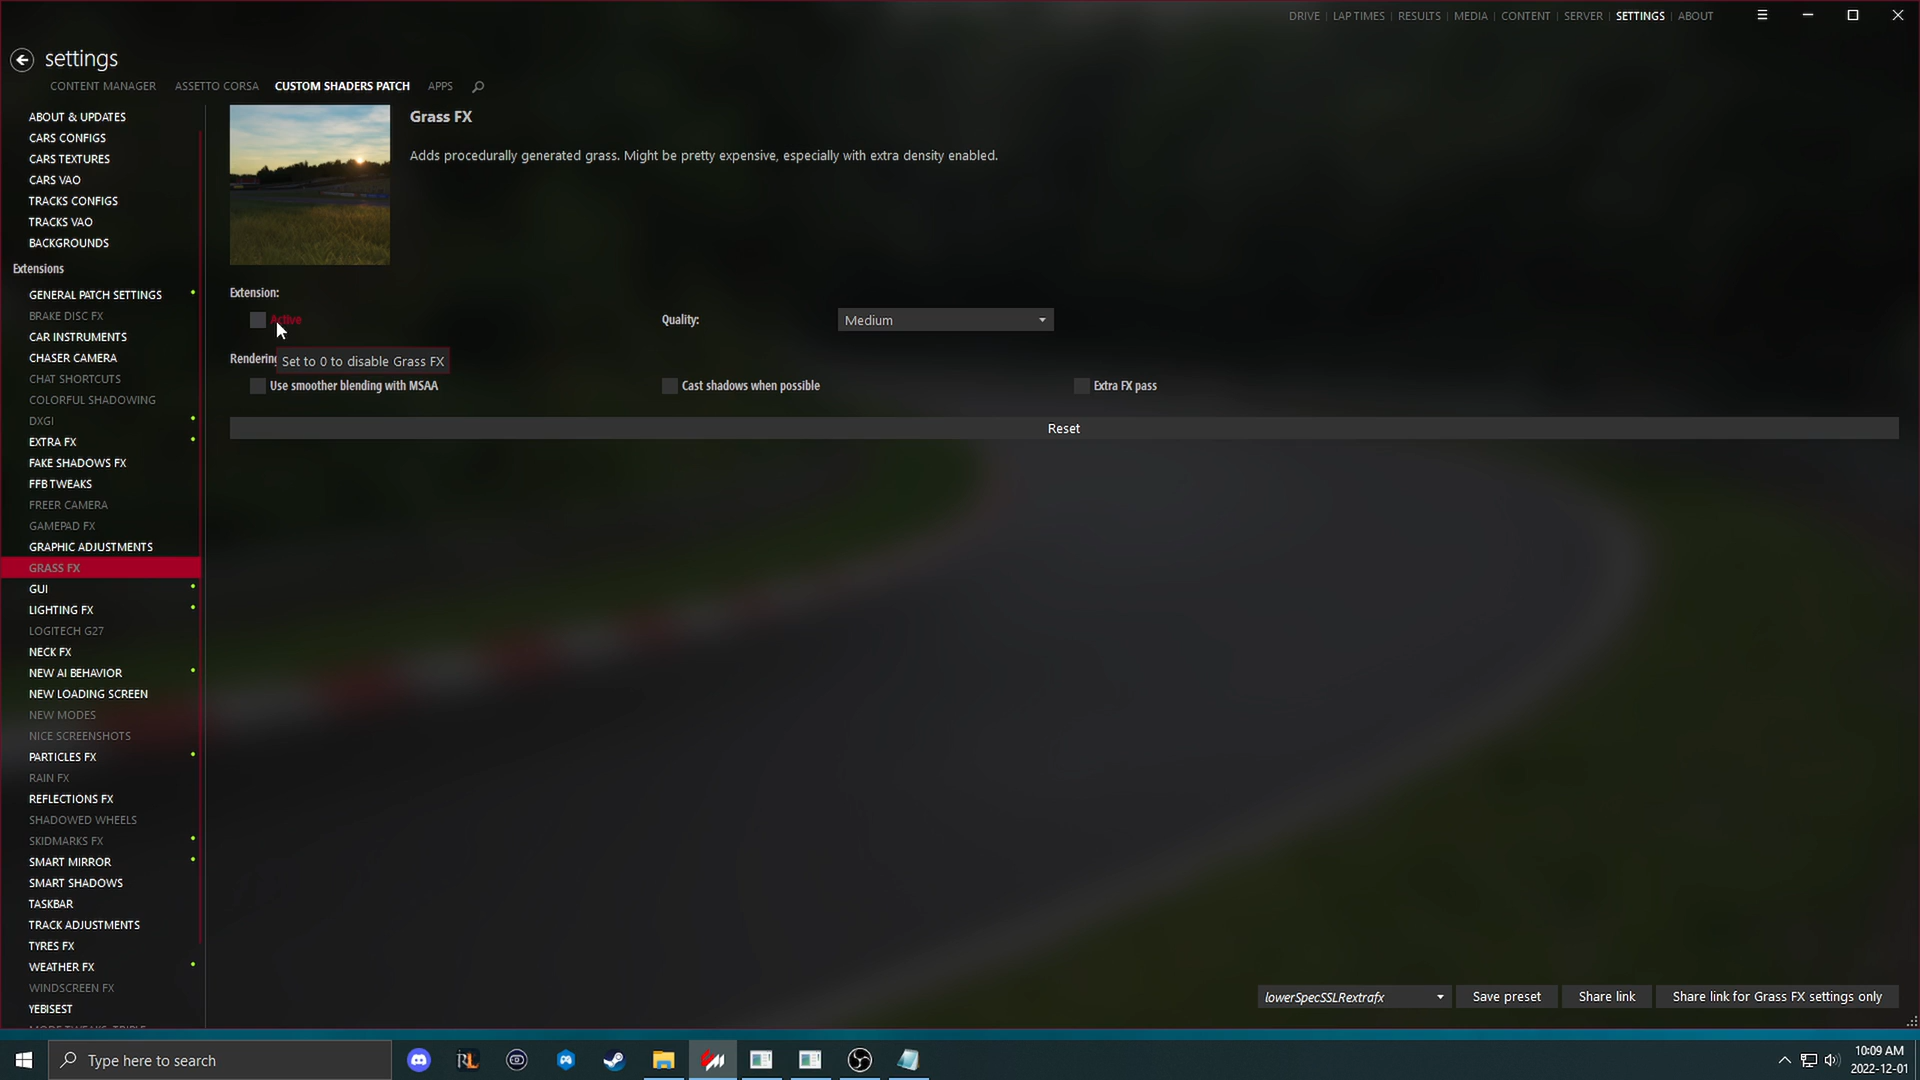 DRIVE | LAP TIMES | RESULTS | MEDIA | CONTENT | SERVER | SETTINGS | ABOUT
settings
CONTENT MANAGER ASSETTO CORSA CUSTOM SHADERS PATCH APPS
ABOUT & UPDATES
CARS CONFIGS
CARS TEXTURES
CARS VAO
TRACKS CONFIGS
TRACKS VAO
BACKGROUNDS
Extensions
GENERAL PATCH SETTINGS
BRAKE DISC FX
CAR INSTRUMENTS
CHASER CAMERA
CHAT SHORTCUTS
COLORFUL SHADOWING
DXGI
EXTRA FX
FAKE SHADOWS FX
FFB TWEAKS
FREER CAMERA
GAMEPAD FX
GRAPHIC ADJUSTMENTS
GRASS FX
GUI
LIGHTING FX
LOGITECH G27
NECK FX
NEW AI BEHAVIOR
NEW LOADING SCREEN
NEW MODES
NICE SCREENSHOTS
PARTICLES FX
RAIN FX
REFLECTIONS FX
SHADOWED WHEELS
SKIDMARKS FX
SMART MIRROR
SMART SHADOWS
TASKBAR
TRACK ADJUSTMENTS
TYRES FX
WEATHER FX
WINDSCREEN FX
YEBISEST
Grass FX
Adds procedurally generated grass. Might be pretty expensive, especially with extra density enabled.
Extension:
Active
Quality:
Medium
Rendering
Set to 0 to disable Grass FX
Use smoother blending with MSAA
Cast shadows when possible
Extra FX pass
Reset
lowerSpecSSLRextrafx
Save preset
Share link
Share link for Grass FX settings only
Type here to search
10:09 AM
2022-12-01